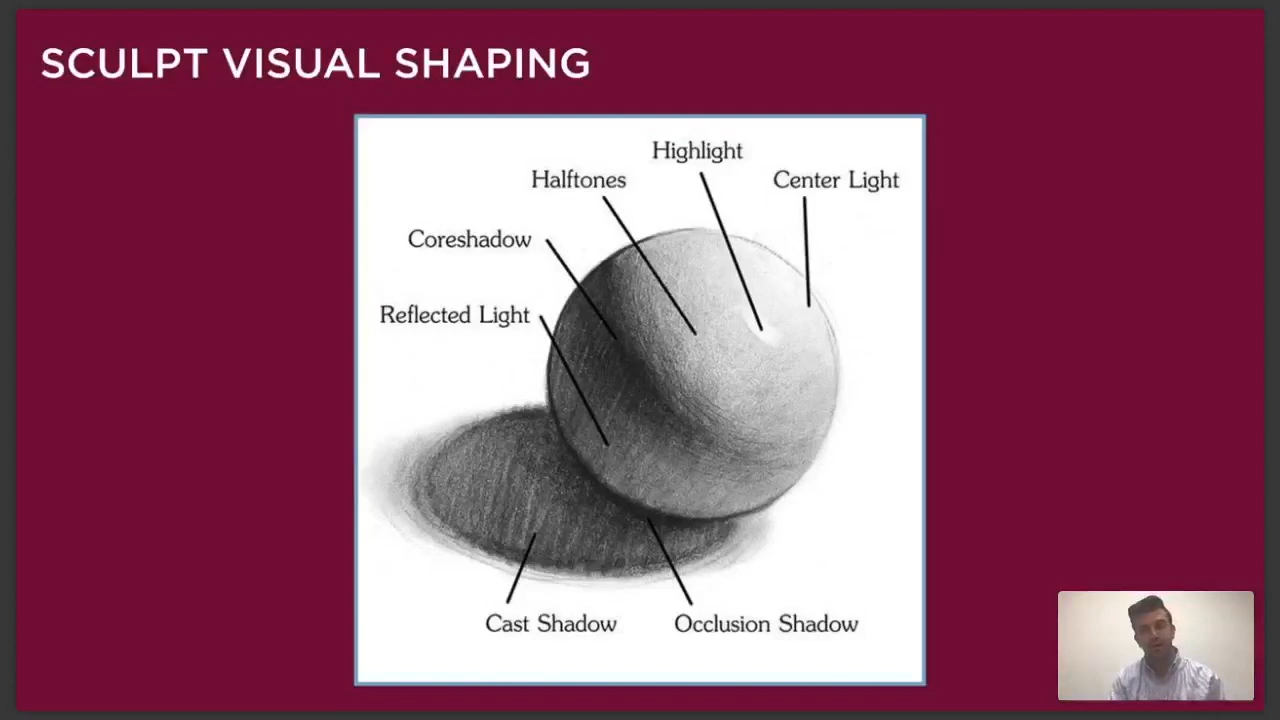 SCULPT VISUAL SHAPING
Highlight
Halftones
Center Light
Coreshadow
Reflected Light
Cast Shadow
Occlusion Shadow